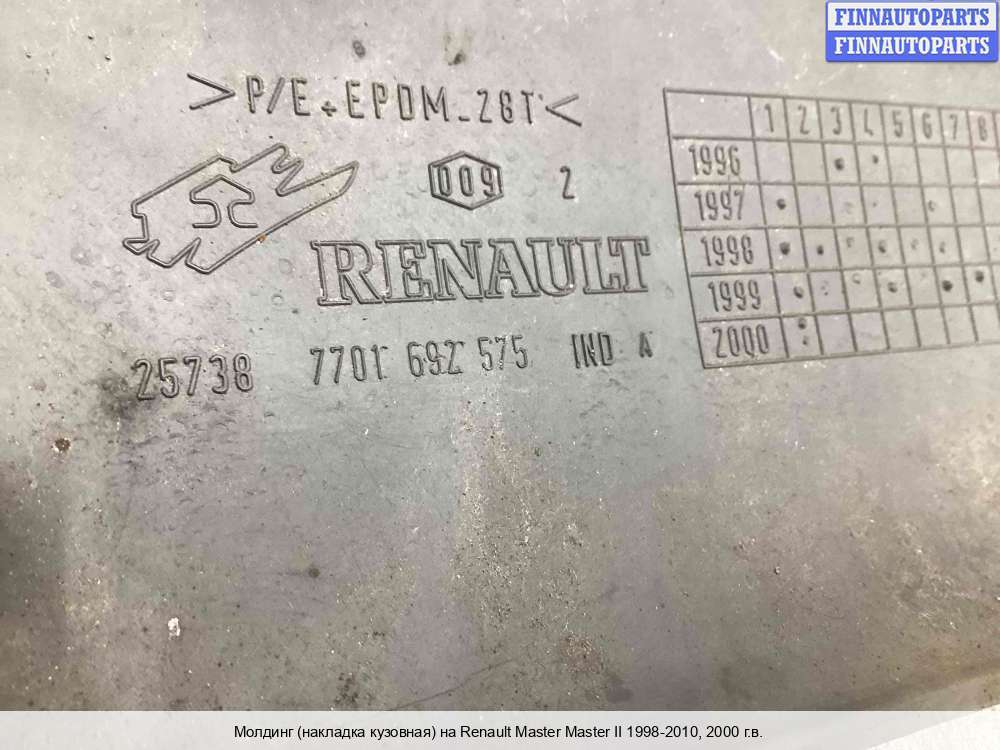 FINNAUTOPARTS
FINNAUTOPARTS
>P/E+EPDM-28T<
009 2
RENAULT
25738 7701 692 575 IND A
1 2 3 4 5 6 7 8
1996
1997
1998
1999
2000
Молдинг (накладка кузовная) на Renault Master Master II 1998-2010, 2000 г.в.